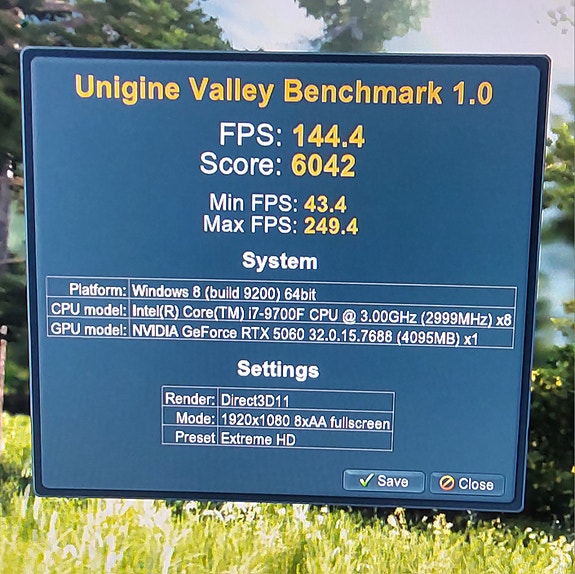 Unigine Valley Benchmark 1.0
FPS: 144.4
Score: 6042
Min FPS: 43.4
Max FPS: 249.4
System
Platform: Windows 8 (build 9200) 64bit
CPU model: Intel(R) Core(TM) i7-9700F CPU @ 3.00GHz (2999MHz) x8
GPU model: NVIDIA GeForce RTX 5060 32.0.15.7688 (4095MB) x1
Settings
Render: Direct3D11
Mode: 1920x1080 8xAA fullscreen
Preset Extreme HD
Save Close